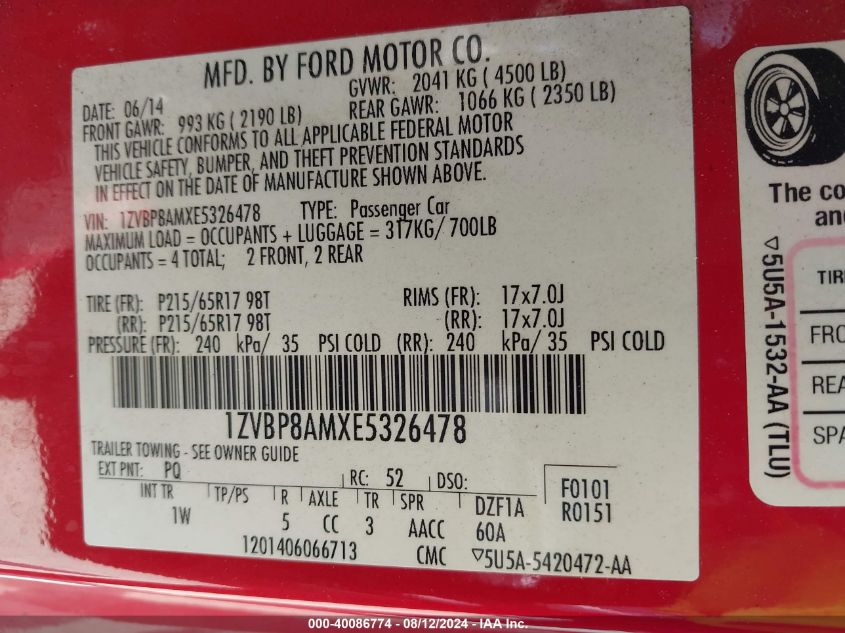 MFD. BY FORD MOTOR CO.
DATE: 06/14 GVWR: 2041 KG ( 4500 LB)
FRONT GAWR: 993 KG ( 2190 LB) REAR GAWR: 1066 KG ( 2350 LB)
THIS VEHICLE CONFORMS TO ALL APPLICABLE FEDERAL MOTOR
VEHICLE SAFETY, BUMPER, AND THEFT PREVENTION STANDARDS
IN EFFECT ON THE DATE OF MANUFACTURE SHOWN ABOVE.
VIN: 1ZVBP8AMXE5326478 TYPE: Passenger Car
MAXIMUM LOAD = OCCUPANTS + LUGGAGE = 317KG/ 700LB
OCCUPANTS = 4 TOTAL; 2 FRONT, 2 REAR
TIRE (FR): P215/65R17 98T RIMS (FR): 17x7.0J
(RR): P215/65R17 98T (RR): 17x7.0J
PRESSURE (FR): 240 kPa/ 35 PSI COLD (RR): 240 kPa/ 35 PSI COLD
1ZVBP8AMXE5326478
TRAILER TOWING - SEE OWNER GUIDE
EXT PNT: PQ RC: 52 DSO: F0101
INT TR TP/PS R AXLE TR SPR DZF1A R0151
1W 5 CC 3 AACC 60A
1201406066713 CMC ▽5U5A-5420472-AA
The co
and
▽5U5A-1532-AA (TLU)
TIR
FRO
REA
SPA
000-40086774 - 08/12/2024 - IAA Inc.